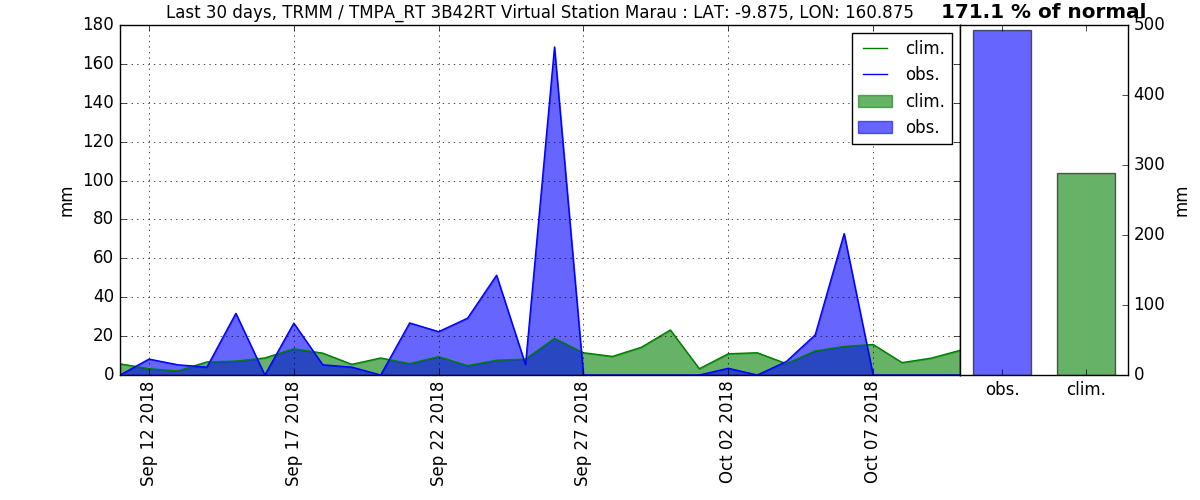 Last 30 days, TRMM / TMPA_RT 3B42RT Virtual Station Marau : LAT: -9.875, LON: 160.875
171.1 % of normal
180
160
140
120
100
80
60
40
20
0
mm
clim.
obs.
clim.
obs.
Sep 12 2018
Sep 17 2018
Sep 22 2018
Sep 27 2018
Oct 02 2018
Oct 07 2018
500
400
300
200
100
0
mm
obs.
clim.